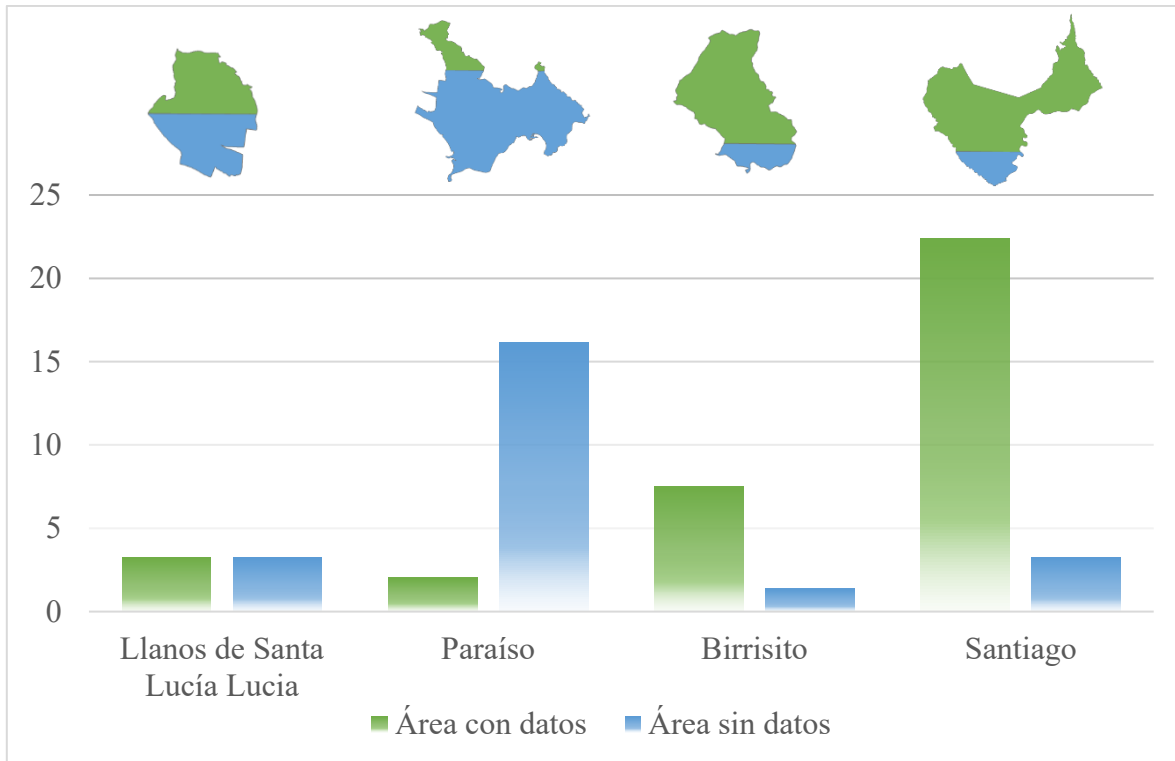 25
20
15
10
5
0
Llanos de Santa
Lucía Lucia
Paraíso
Birrisito
Santiago
Área con datos
Área sin datos